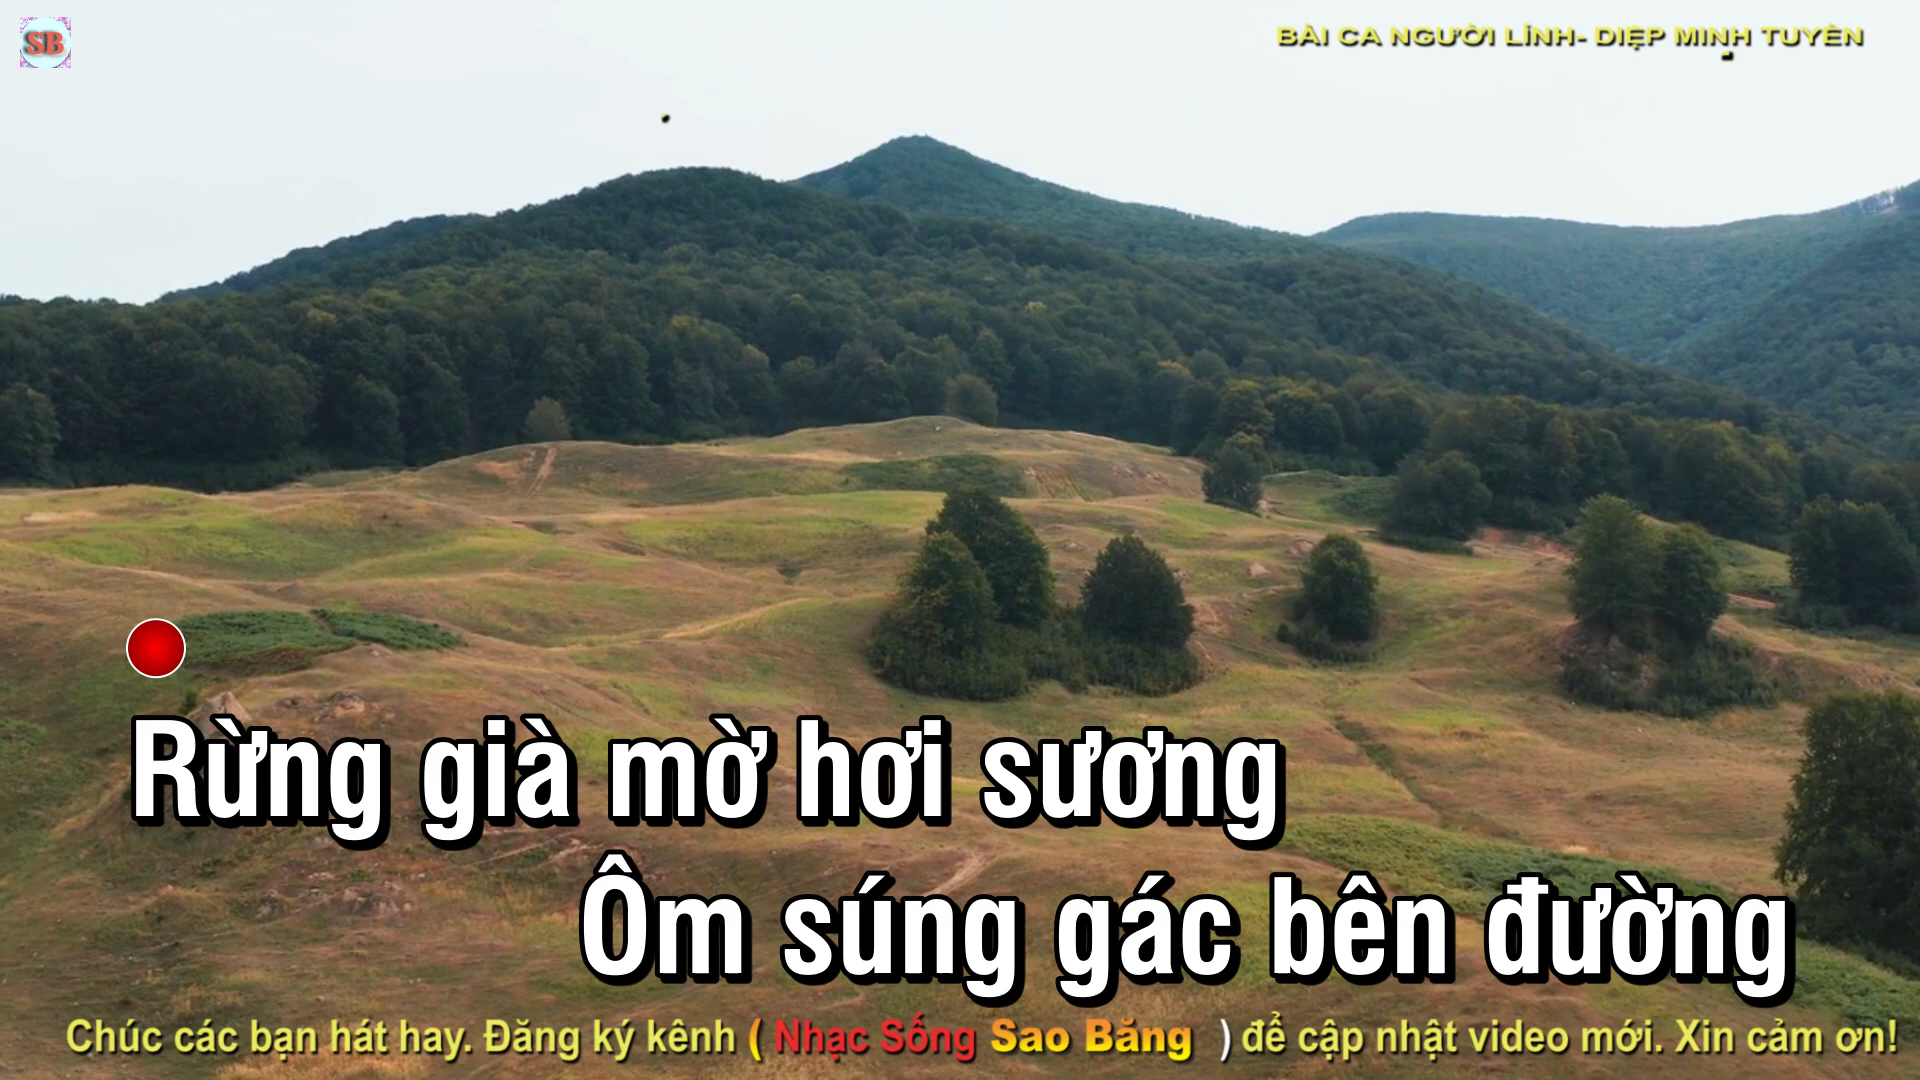 SB
BÀI CA NGƯỜI LÍNH- DIỆP MINH TUYỀN
Rừng già mờ hơi sương
Ôm súng gác bên đường
Chúc các bạn hát hay. Đăng ký kênh ( Nhạc Sống Sao Băng ) để cập nhật video mới. Xin cảm ơn!